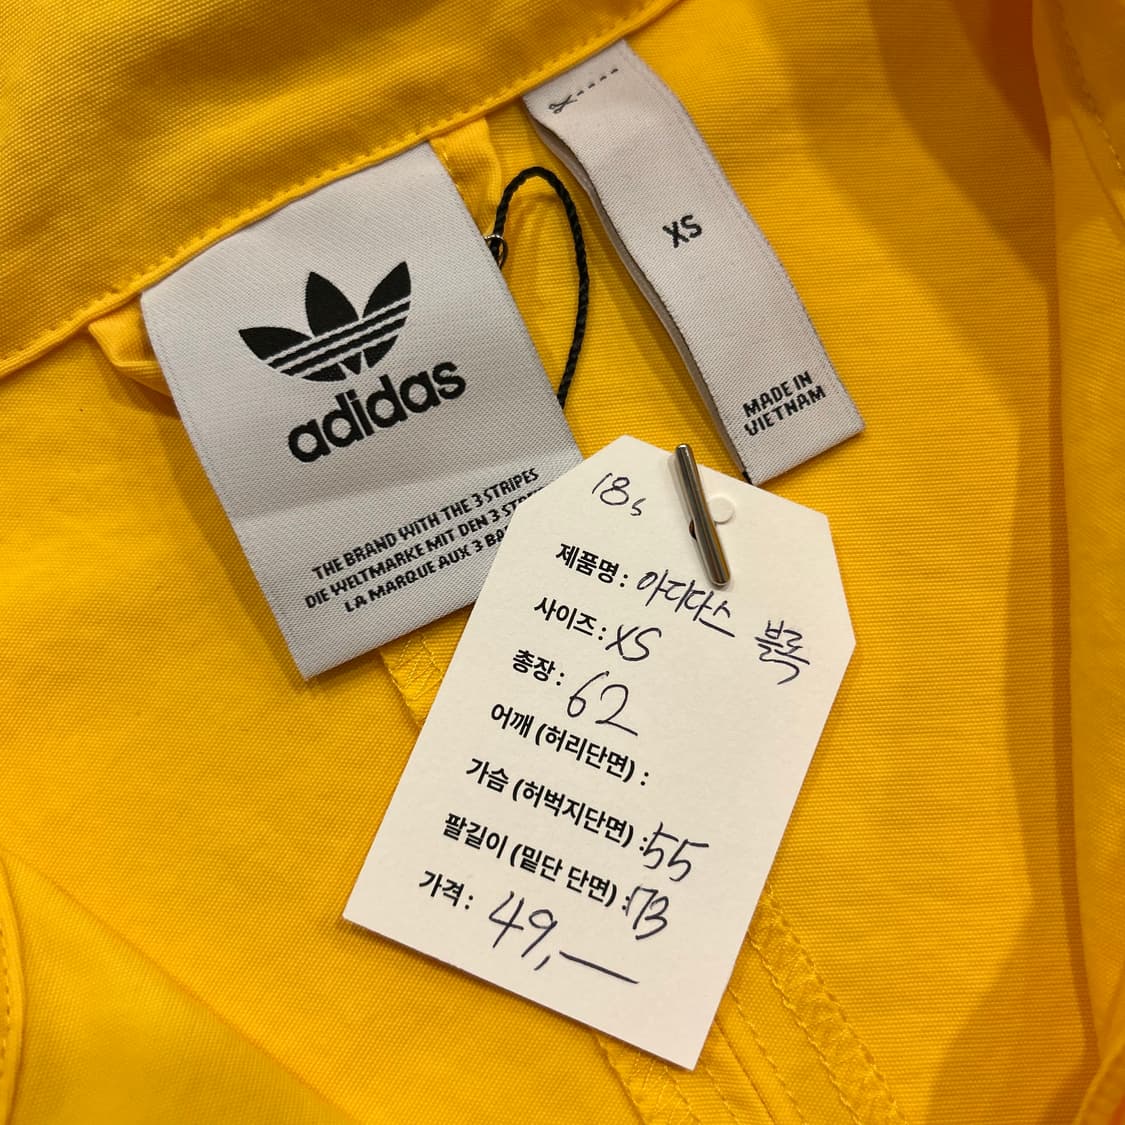 adidas
THE BRAND WITH THE 3 STRIPES
DIE WELTMARKE MIT DEN 3
LA MARQUE AUX 3
XS
MADE IN
VIETNAM
18s
제품명 : 아디다스 블록
사이즈 : XS
총장 : 62
어깨 (허리단면) :
가슴 (허벅지단면) : 55
팔길이 (밑단 단면) : 73
가격 : 49,—